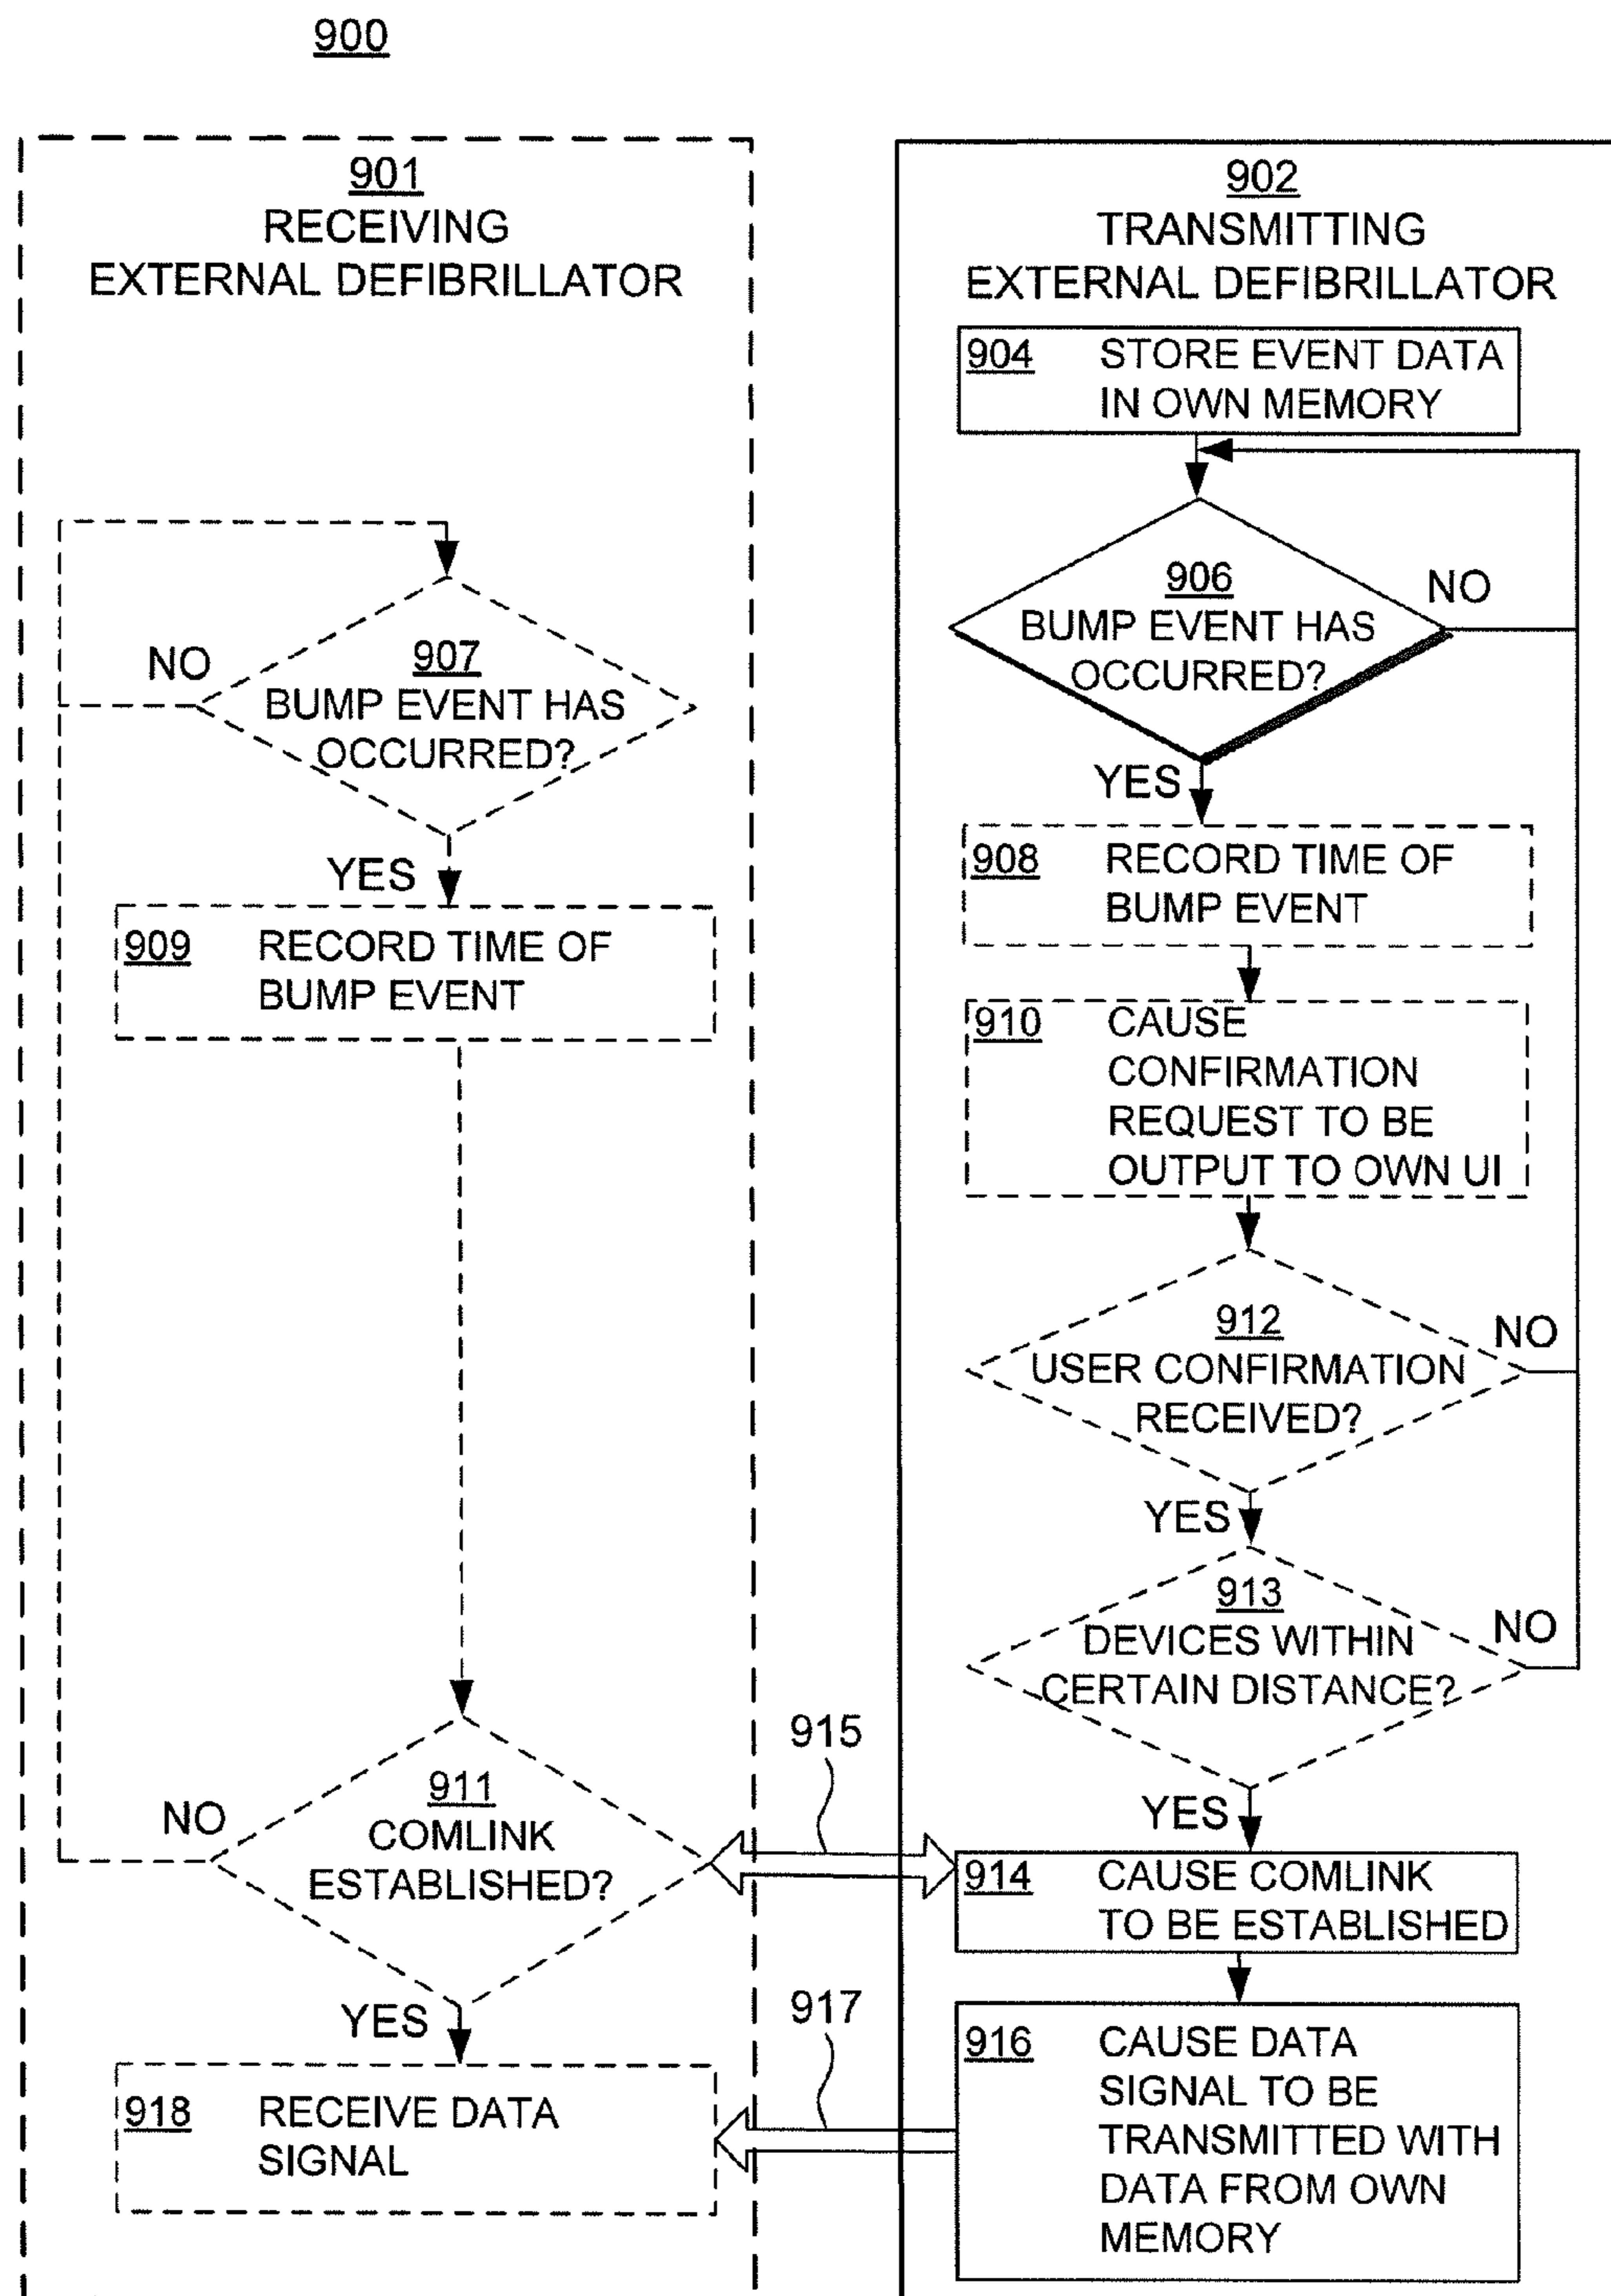 900
901
RECEIVING
EXTERNAL DEFIBRILLATOR
907
BUMP EVENT HAS
OCCURRED?
NO
YES
909 RECORD TIME OF
BUMP EVENT
911
COMLINK
ESTABLISHED?
NO
YES
918 RECEIVE DATA
SIGNAL
915
917
902
TRANSMITTING
EXTERNAL DEFIBRILLATOR
904 STORE EVENT DATA
IN OWN MEMORY
906
BUMP EVENT HAS
OCCURRED?
NO
YES
908 RECORD TIME OF
BUMP EVENT
910 CAUSE
CONFIRMATION
REQUEST TO BE
OUTPUT TO OWN UI
912
USER CONFIRMATION
RECEIVED?
NO
YES
913
DEVICES WITHIN
CERTAIN DISTANCE?
NO
YES
914 CAUSE COMLINK
TO BE ESTABLISHED
916 CAUSE DATA
SIGNAL TO BE
TRANSMITTED WITH
DATA FROM OWN
MEMORY